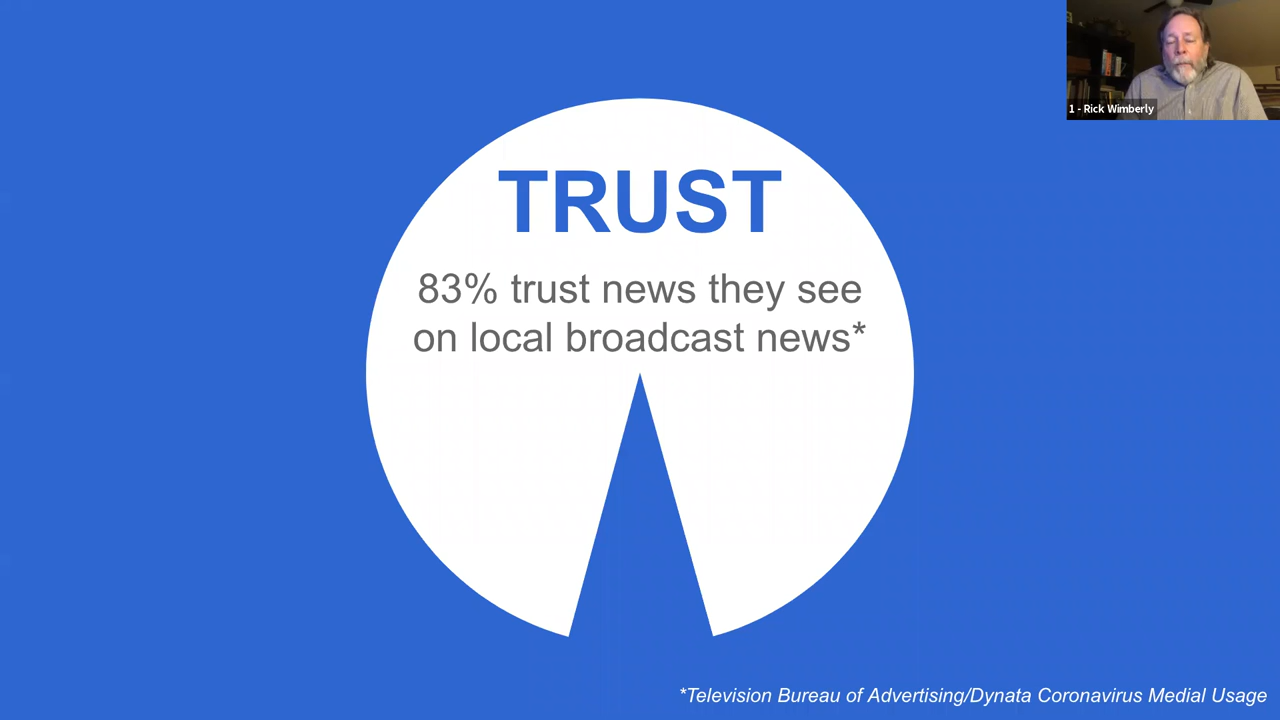 TRUST
83% trust news they see
on local broadcast news*
1 - Rick Wimberly
*Television Bureau of Advertising/Dynata Coronavirus Medial Usage